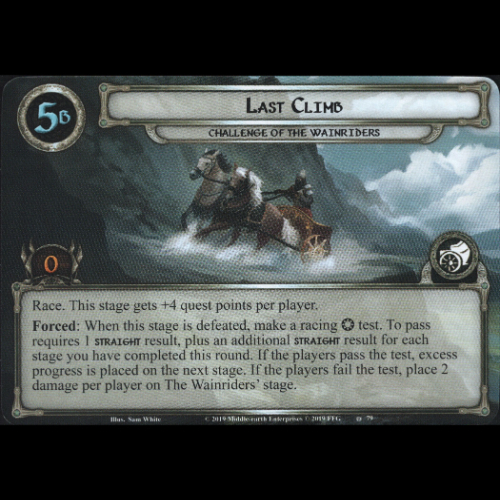 5B
LAST CLIMB
CHALLENGE OF THE WAINRIDERS
0
Race. This stage gets +4 quest points per player.
Forced: When this stage is defeated, make a racing test. To pass
requires 1 STRAIGHT result, plus an additional STRAIGHT result for each
stage you have completed this round. If the players pass the test, excess
progress is placed on the next stage. If the players fail the test, place 2
damage per player on The Wainriders' stage.
Illus. Sam White © 2019 Middle-earth Enterprises © 2019 FFG 79